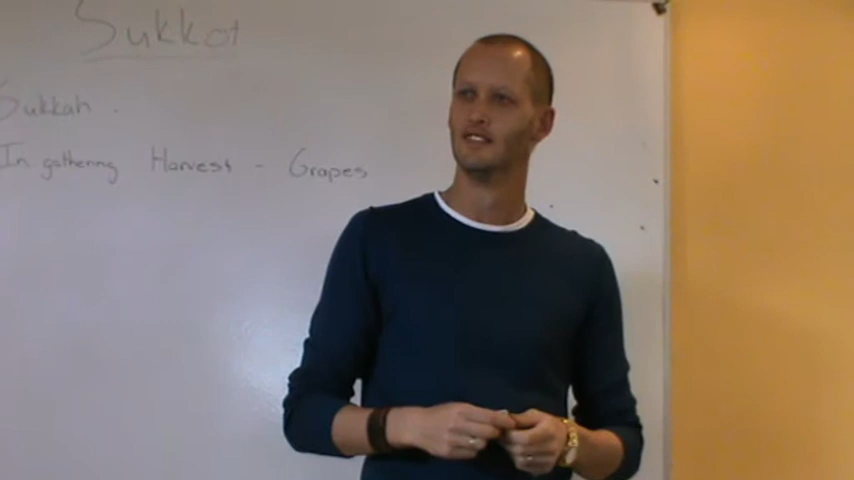 Sukkot
Sukkah .
In gathering Harvest - Grapes